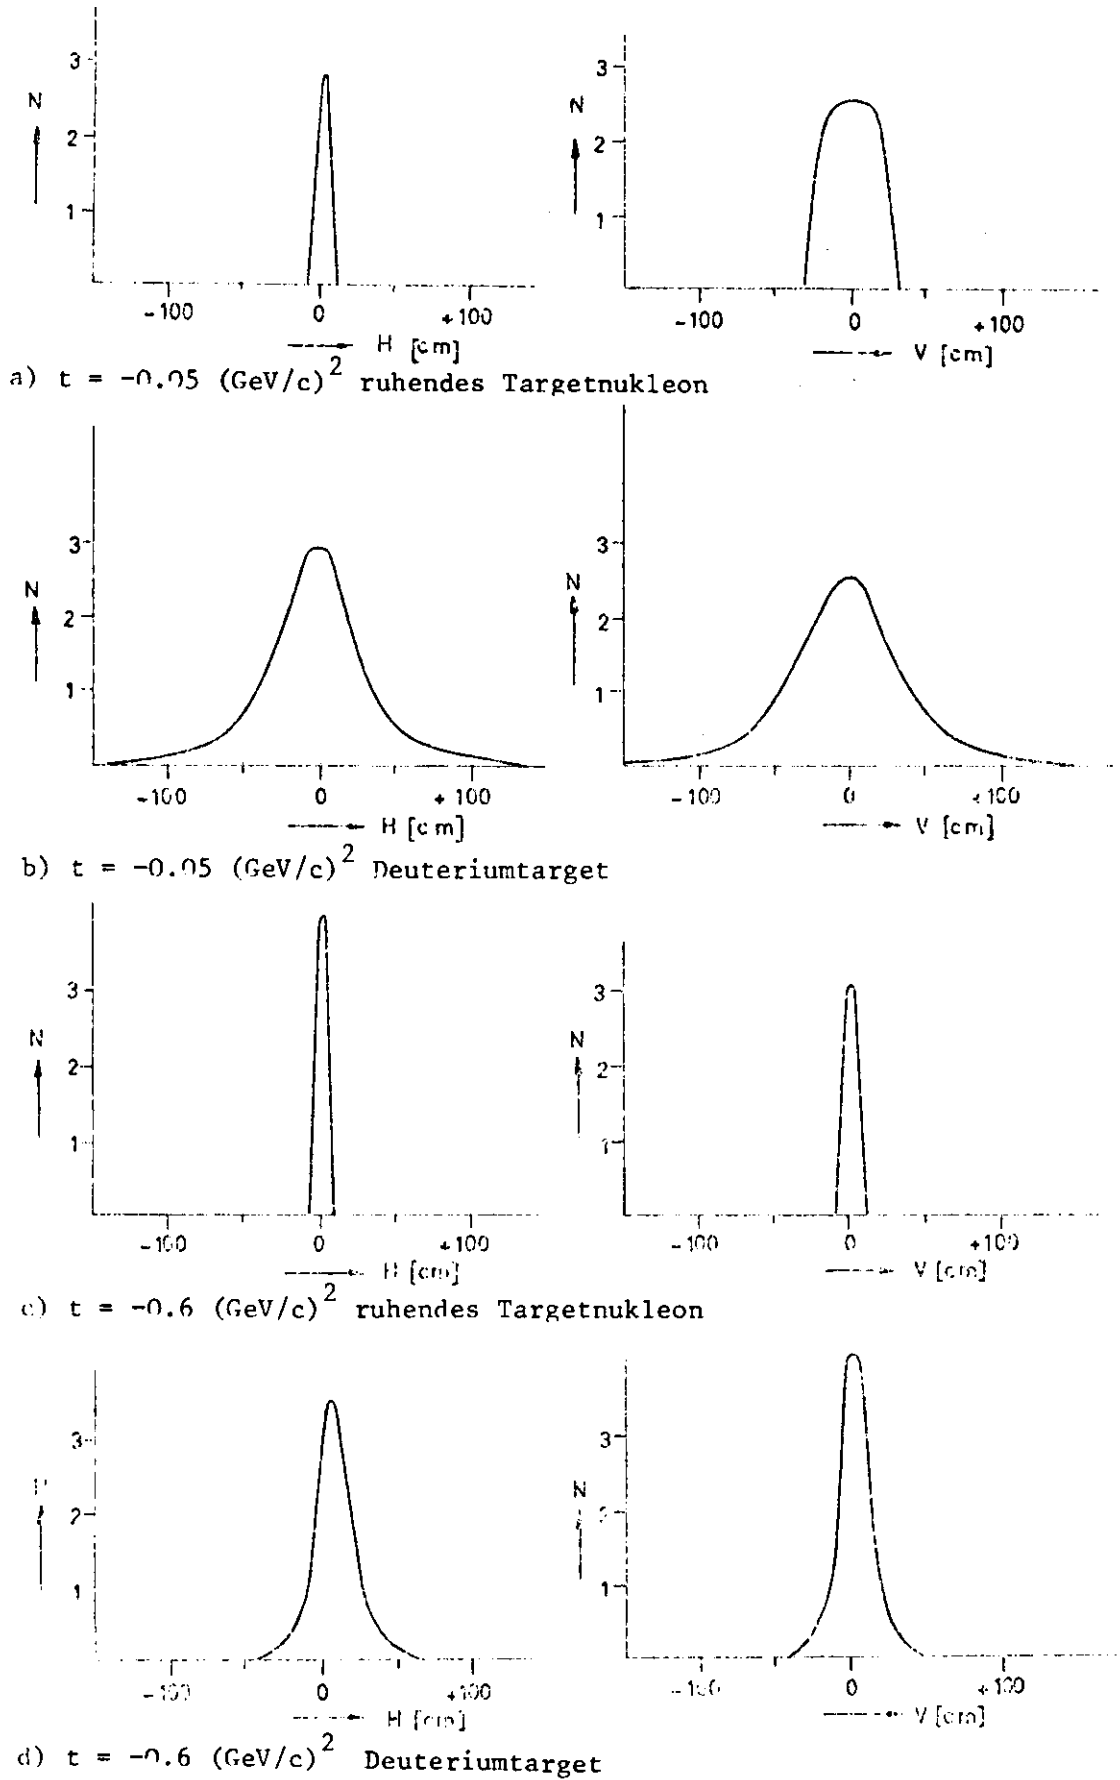 3 3
N N
2 2
1 1
-100 0 +100 -100 0 +100
H [cm] V [cm]
a) t = -0.05 (GeV/c)² ruhendes Targetnukleon
3 3
N N
2 2
1 1
-100 0 +100 -100 0 +100
H [cm] V [cm]
b) t = -0.05 (GeV/c)² Deuteriumtarget
3 3
N N
2 2
1 1
-100 0 +100 -100 0 +100
H [cm] V [cm]
c) t = -0.6 (GeV/c)² ruhendes Targetnukleon
3 3
N
2 2
1 1
-100 0 +100 -100 0 +100
H [cm] V [cm]
d) t = -0.6 (GeV/c)² Deuteriumtarget